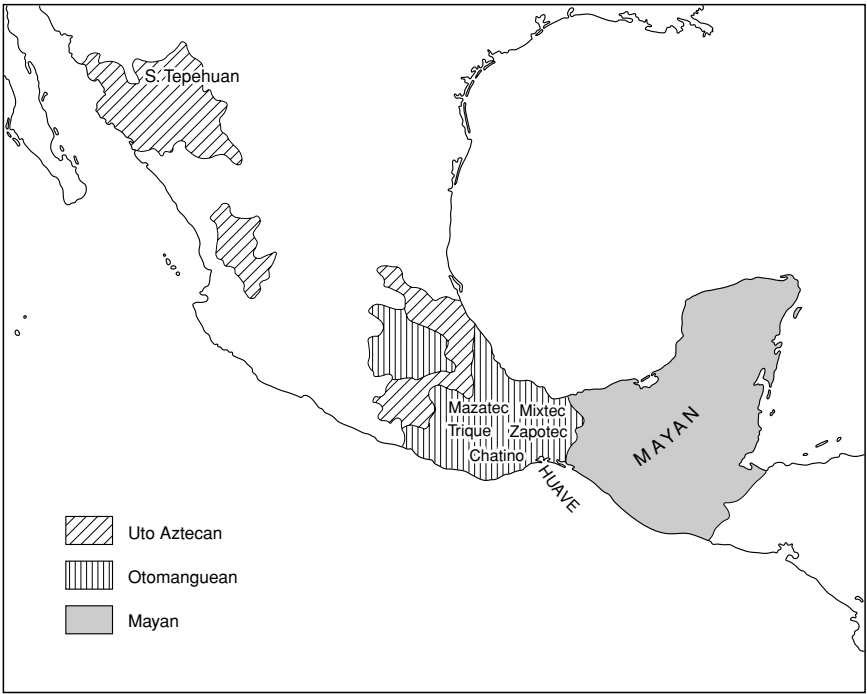 S. Tepehuan
Mazatec Mixtec
Trique Zapotec
Chatino
HUAVE
MAYAN
Uto Aztecan
Otomanguean
Mayan